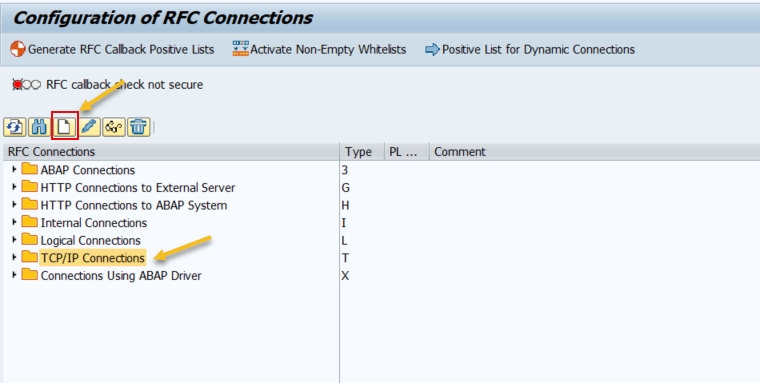 Configuration of RFC Connections
Generate RFC Callback Positive Lists Activate Non-Empty Whitelists Positive List for Dynamic Connections
RFC callback check not secure
RFC Connections Type PL ... Comment
ABAP Connections 3
HTTP Connections to External Server G
HTTP Connections to ABAP System H
Internal Connections I
Logical Connections L
TCP/IP Connections T
Connections Using ABAP Driver X